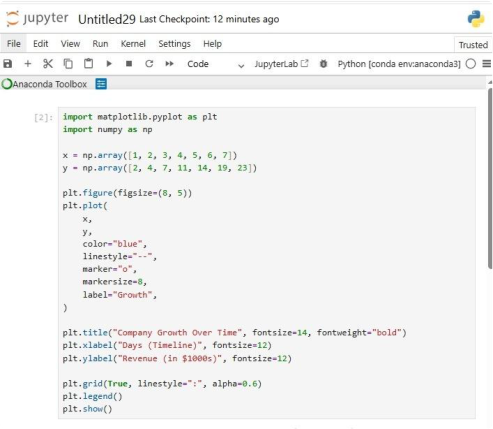 jupyter Untitled29 Last Checkpoint: 12 minutes ago
File Edit View Run Kernel Settings Help Trusted
Code JupyterLab Python [conda env:anaconda3]
Anaconda Toolbox
[2]: import matplotlib.pyplot as plt
import numpy as np

x = np.array([1, 2, 3, 4, 5, 6, 7])
y = np.array([2, 4, 7, 11, 14, 19, 23])

plt.figure(figsize=(8, 5))
plt.plot(
    x,
    y,
    color="blue",
    linestyle="--",
    marker="o",
    markersize=8,
    label="Growth",
)

plt.title("Company Growth Over Time", fontsize=14, fontweight="bold")
plt.xlabel("Days (Timeline)", fontsize=12)
plt.ylabel("Revenue (in $1000s)", fontsize=12)

plt.grid(True, linestyle=":", alpha=0.6)
plt.legend()
plt.show()